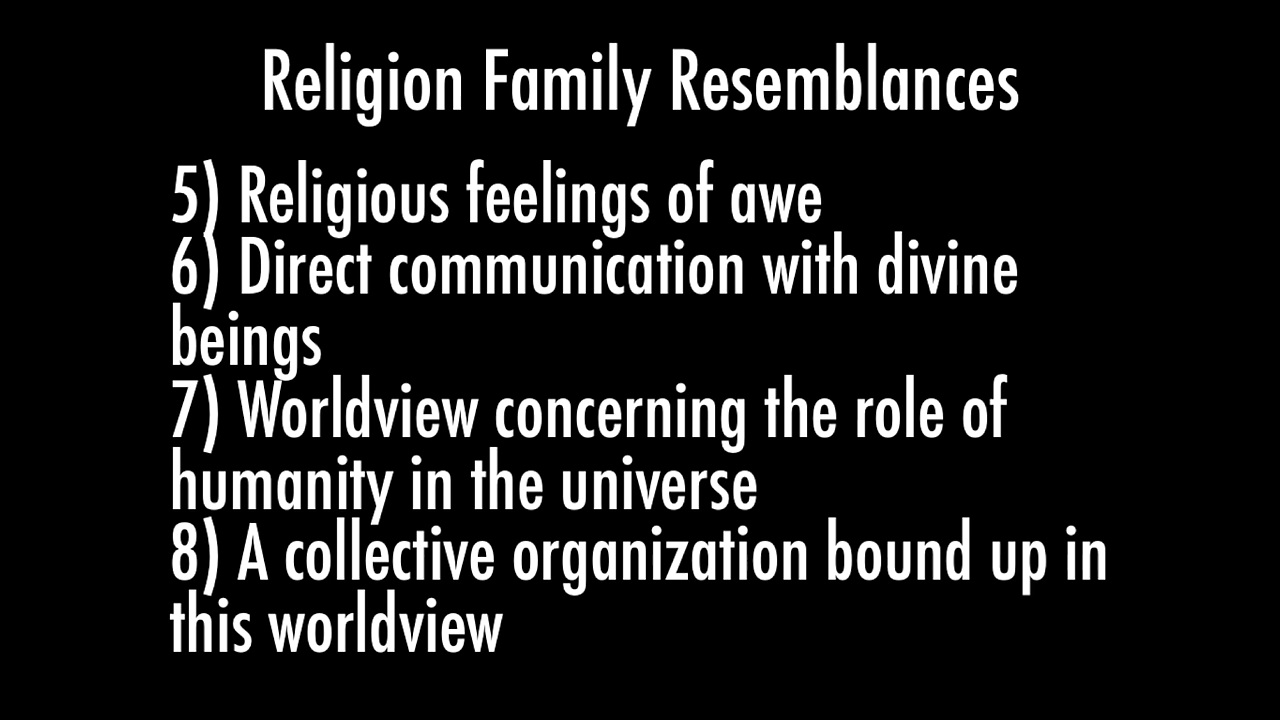 Religion Family Resemblances
5) Religious feelings of awe
6) Direct communication with divine
beings
7) Worldview concerning the role of
humanity in the universe
8) A collective organization bound up in
this worldview